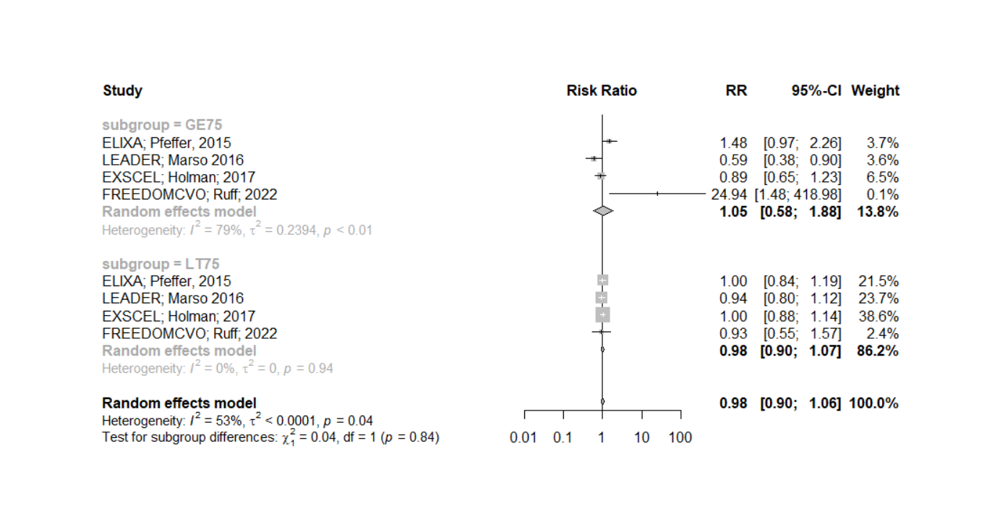 Study Risk Ratio RR 95%-CI Weight
subgroup = GE75
ELIXA; Pfeffer, 2015 1.48 [0.97; 2.26] 3.7%
LEADER; Marso 2016 0.59 [0.38; 0.90] 3.6%
EXSCEL; Holman; 2017 0.89 [0.65; 1.23] 6.5%
FREEDOMCVO; Ruff; 2022 24.94 [1.48; 418.98] 0.1%
Random effects model 1.05 [0.58; 1.88] 13.8%
Heterogeneity: I² = 79%, τ² = 0.2394, p < 0.01
subgroup = LT75
ELIXA; Pfeffer, 2015 1.00 [0.84; 1.19] 21.5%
LEADER; Marso 2016 0.94 [0.80; 1.12] 23.7%
EXSCEL; Holman; 2017 1.00 [0.88; 1.14] 38.6%
FREEDOMCVO; Ruff; 2022 0.93 [0.55; 1.57] 2.4%
Random effects model 0.98 [0.90; 1.07] 86.2%
Heterogeneity: I² = 0%, τ² = 0, p = 0.94
Random effects model 0.98 [0.90; 1.06] 100.0%
Heterogeneity: I² = 53%, τ² < 0.0001, p = 0.04
Test for subgroup differences: χ²₁ = 0.04, df = 1 (p = 0.84)
0.01 0.1 1 10 100